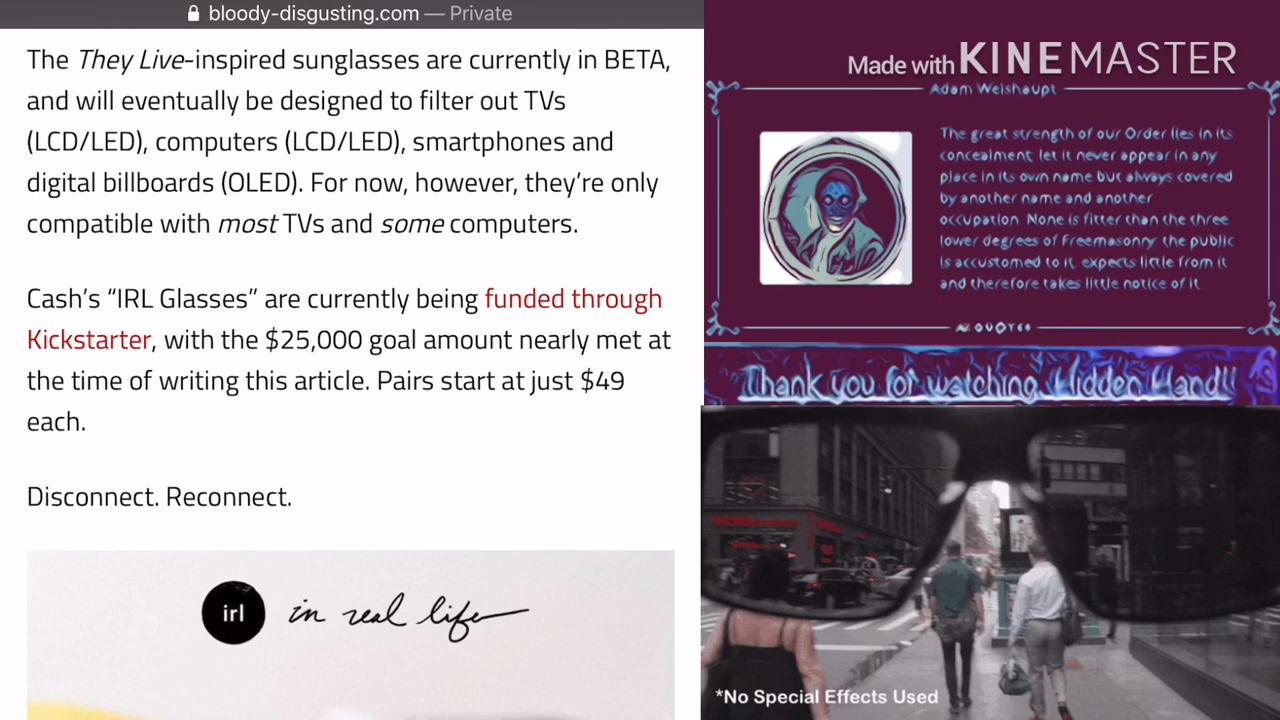 bloody-disgusting.com — Private
The They Live-inspired sunglasses are currently in BETA,
and will eventually be designed to filter out TVs
(LCD/LED), computers (LCD/LED), smartphones and
digital billboards (OLED). For now, however, they're only
compatible with most TVs and some computers.
Cash's "IRL Glasses" are currently being funded through
Kickstarter, with the $25,000 goal amount nearly met at
the time of writing this article. Pairs start at just $49
each.
Disconnect. Reconnect.
irl in real life
Made with KINEMASTER
Adam Weishaupt
The great strength of our Order lies in its
concealment let it never appear in any
place in its own name but always covered
by another name and another
occupation. None is fitter than the three
lower degrees of Freemasonry the public
is accustomed to it, expects little from it
and therefore takes little notice of it
AZ QUOTES
Thank you for watching, Hidden Hand!!
*No Special Effects Used